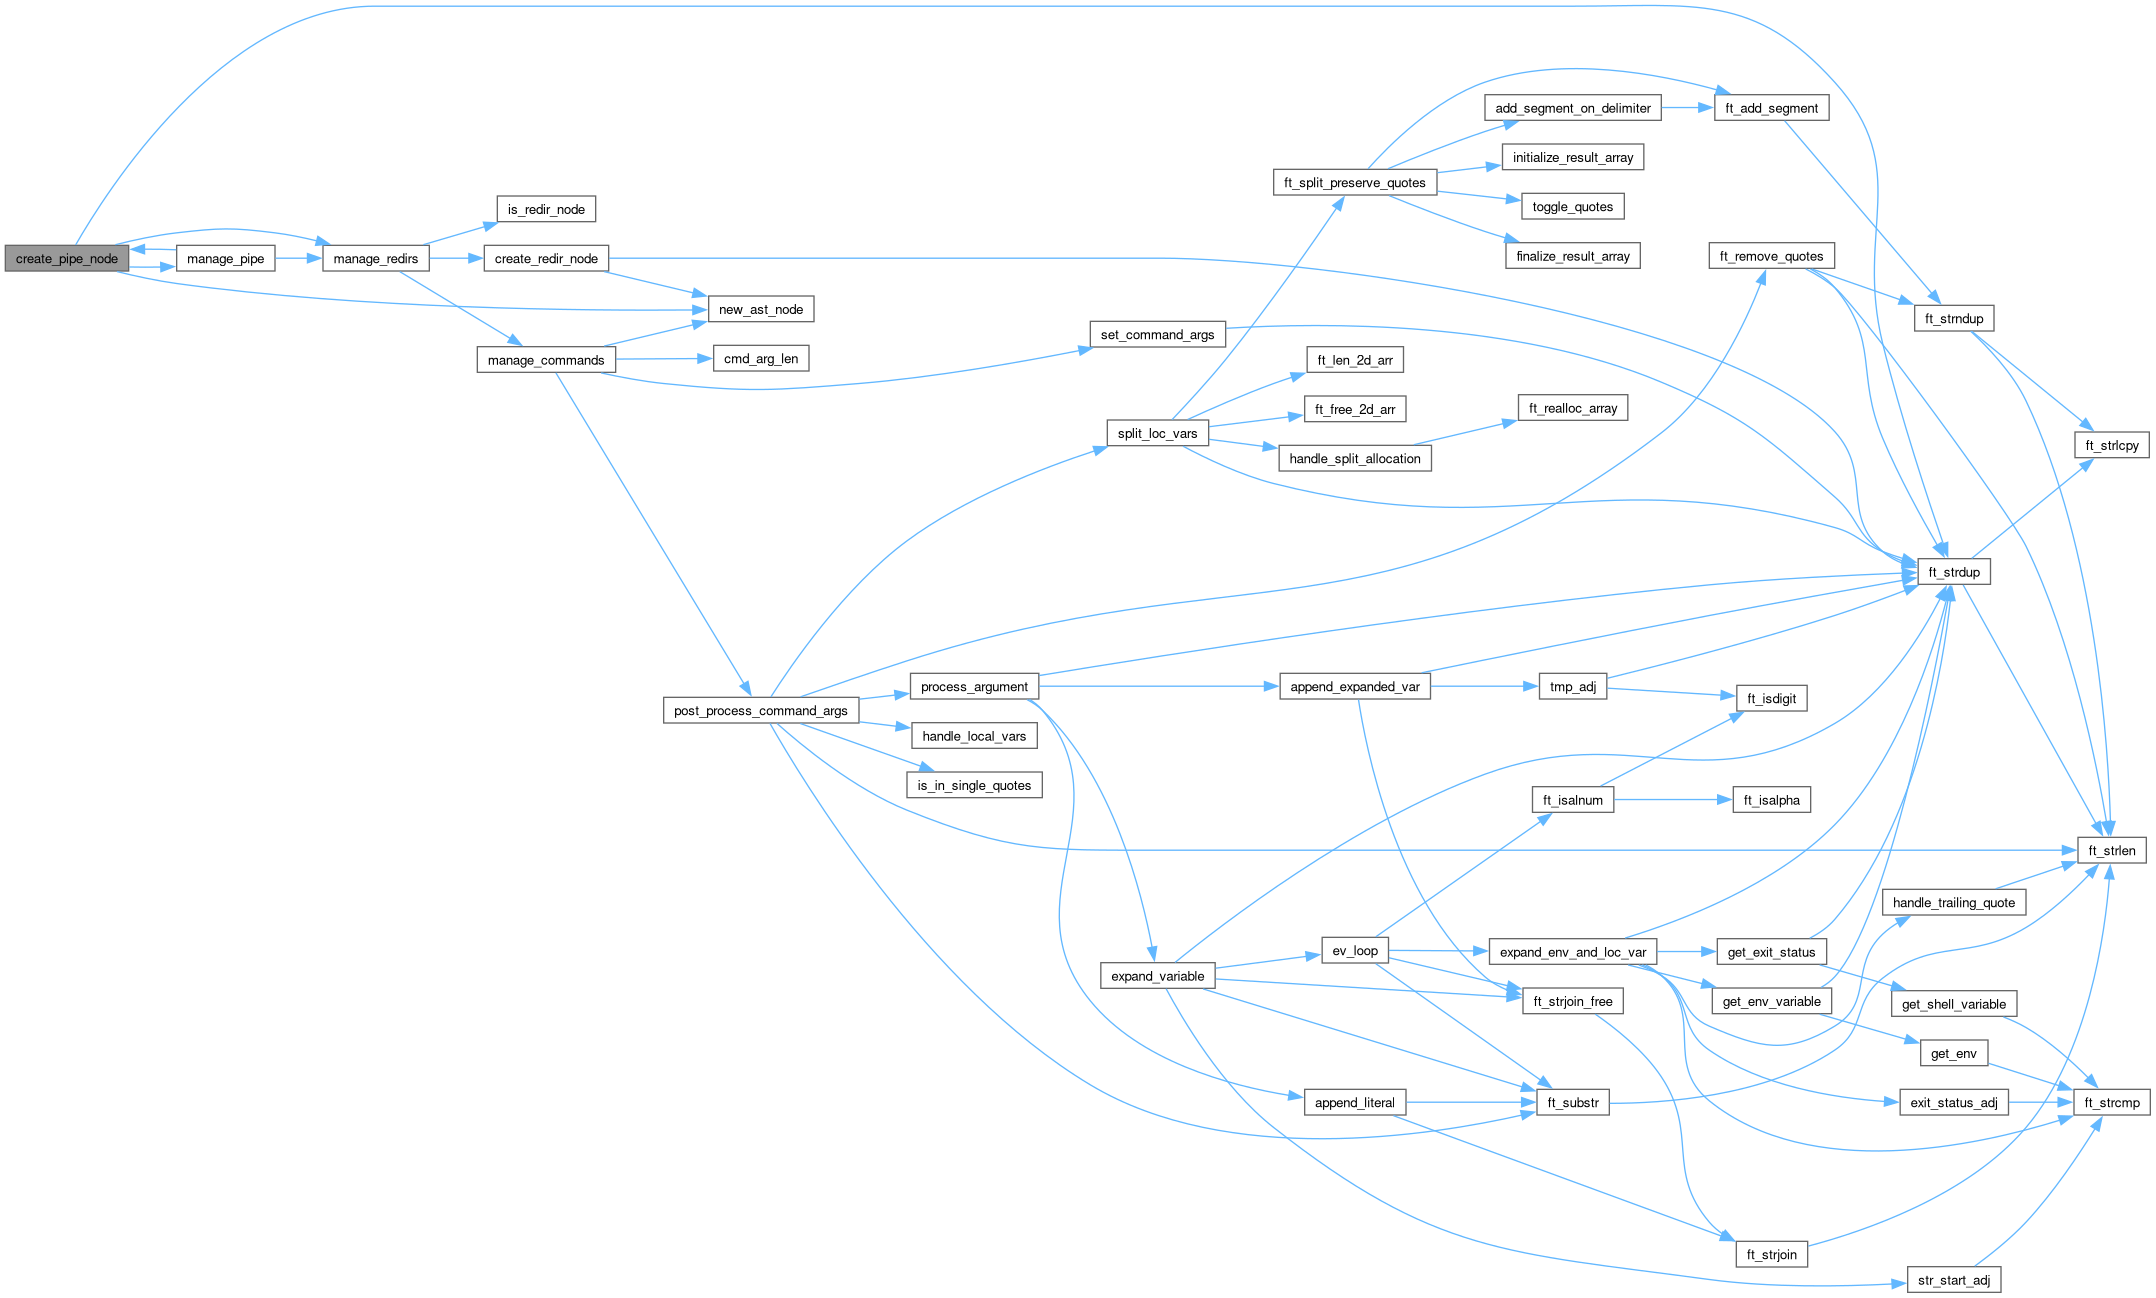 create_pipe_node
manage_pipe
manage_redirs
is_redir_node
create_redir_node
new_ast_node
manage_commands
cmd_arg_len
set_command_args
post_process_command_args
split_loc_vars
process_argument
handle_local_vars
is_in_single_quotes
expand_variable
ft_split_preserve_quotes
ft_len_2d_arr
ft_free_2d_arr
handle_split_allocation
append_expanded_var
ev_loop
append_literal
add_segment_on_delimiter
initialize_result_array
toggle_quotes
finalize_result_array
ft_realloc_array
tmp_adj
ft_isalnum
expand_env_and_loc_var
ft_strjoin_free
ft_substr
ft_add_segment
ft_remove_quotes
ft_isdigit
ft_isalpha
get_exit_status
get_env_variable
ft_strjoin
ft_strndup
ft_strdup
handle_trailing_quote
get_shell_variable
get_env
exit_status_adj
str_start_adj
ft_strlcpy
ft_strlen
ft_strcmp